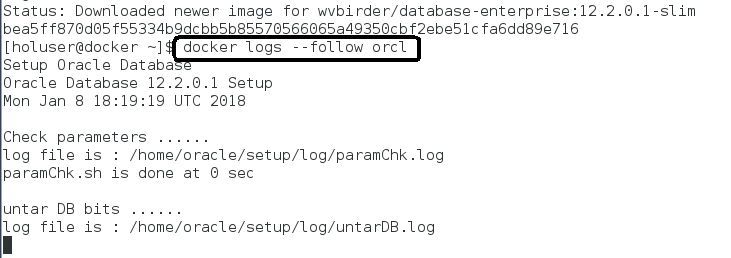 Status: Downloaded newer image for wvbirder/database-enterprise:12.2.0.1-slim
bea5ff870d05f55334b9dcbb5b85570566065a49350cbf2ebe51cfa6dd89e716
[holuser@docker ~]$ docker logs --follow orcl
Setup Oracle Database
Oracle Database 12.2.0.1 Setup
Mon Jan 8 18:19:19 UTC 2018
Check parameters ......
log file is : /home/oracle/setup/log/paramChk.log
paramChk.sh is done at 0 sec
untar DB bits ......
log file is : /home/oracle/setup/log/untarDB.log